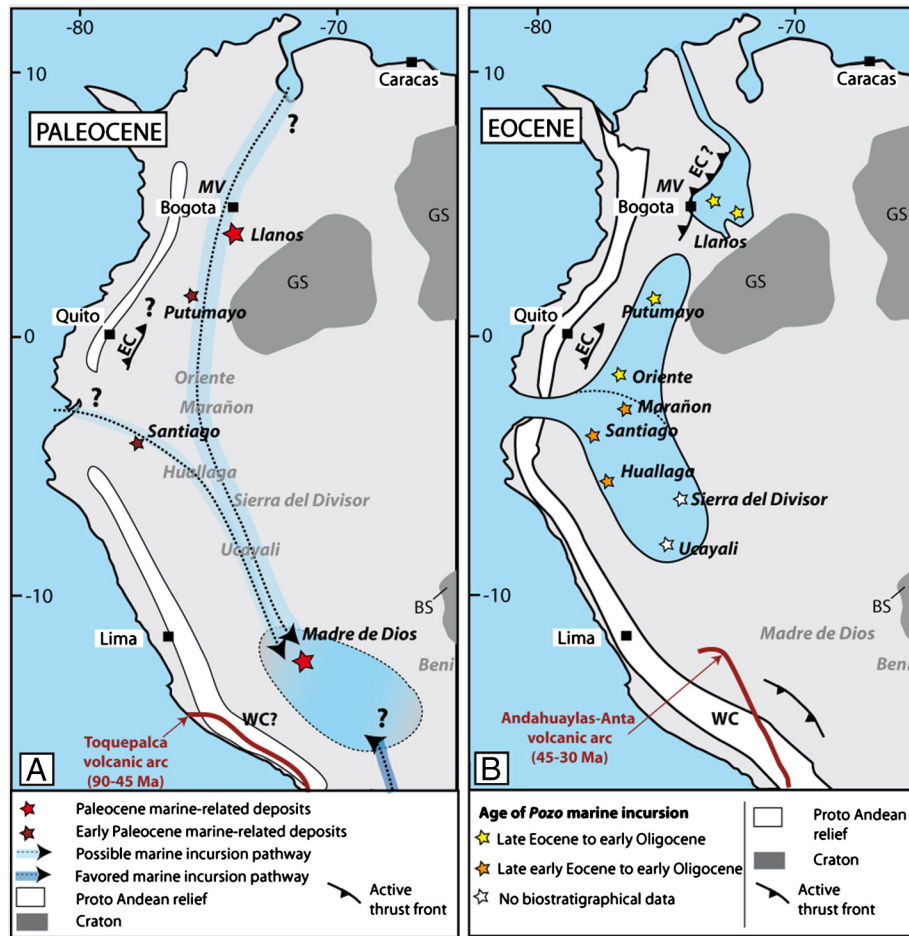 -80
-70
10
Caracas
PALEOCENE
?
MV
Bogota
Llanos
GS
GS
Putumayo
?
Quito
EC
0
Oriente
Marañon
?
Santiago
Huallaga
Sierra del Divisor
Ucayali
-10
BS
Lima
Madre de Dios
Beni
?
WC?
Toquepalca
volcanic arc
(90-45 Ma)
A
Paleocene marine-related deposits
Early Paleocene marine-related deposits
Possible marine incursion pathway
Favored marine incursion pathway
Proto Andean relief
Craton
Active
thrust front
-80
-70
10
Caracas
EOCENE
EC ?
MV
Bogota
Llanos
GS
GS
Putumayo
Quito
EC
0
Oriente
Marañon
Santiago
Huallaga
Sierra del Divisor
Ucayali
-10
BS
Lima
Madre de Dios
Beni
Andahuaylas-Anta
volcanic arc
(45-30 Ma)
WC
B
Age of Pozo marine incursion
Late Eocene to early Oligocene
Late early Eocene to early Oligocene
No biostratigraphical data
Proto Andean
relief
Craton
Active
thrust front